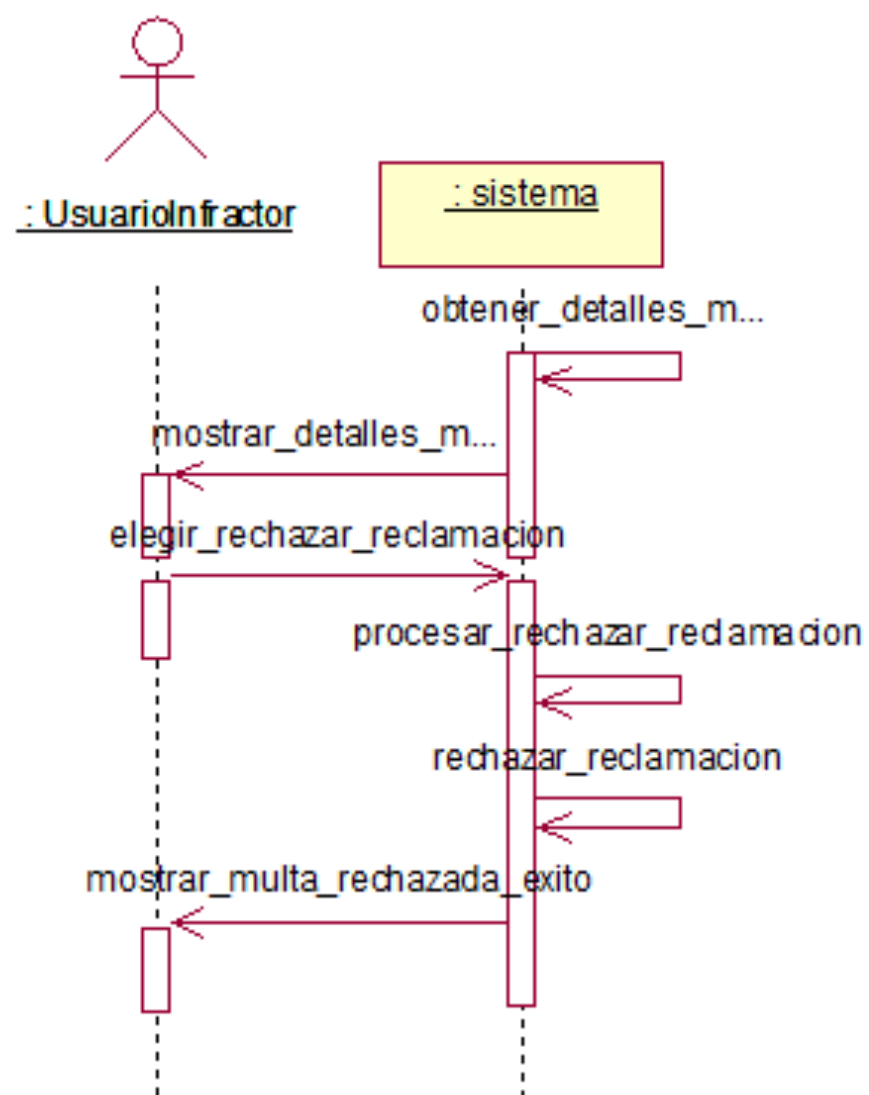 : UsuarioInfractor
: sistema
obtener_detalles_m...
mostrar_detalles_m...
elegir_rechazar_reclamacion
procesar_rechazar_reclamacion
rechazar_reclamacion
mostrar_multa_rechazada_exito